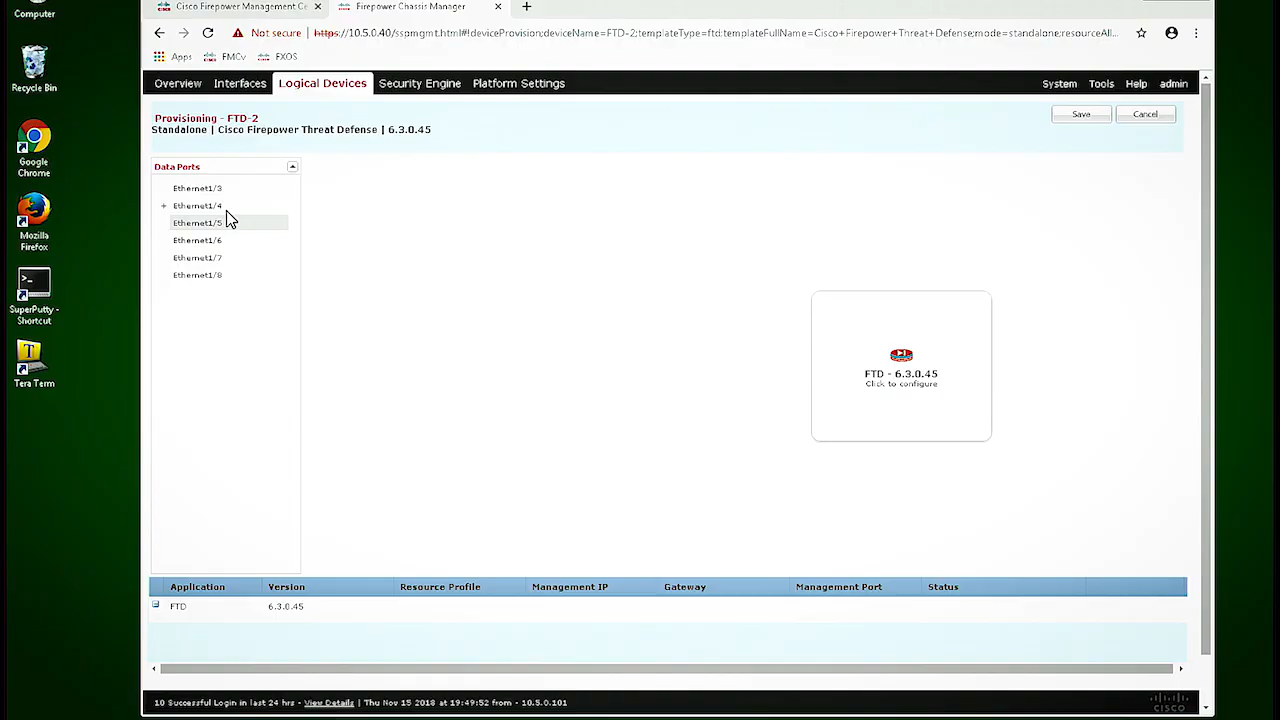 Computer
Recycle Bin
Google
Chrome
Mozilla
Firefox
SuperPutty -
Shortcut
Tera Term
Cisco Firepower Management Ce
Firepower Chassis Manager
Not secure | https://10.5.0.40/sspmgmt.html#!deviceProvision;deviceName=FTD-2;templateType=ftd;templateFullName=Cisco+Firepower+Threat+Defense;mode=standalone;resourceAll...
Apps FMCv FXOS
Overview Interfaces Logical Devices Security Engine Platform Settings System Tools Help admin
Provisioning - FTD-2
Standalone | Cisco Firepower Threat Defense | 6.3.0.45
Save Cancel
Data Ports
Ethernet1/3
Ethernet1/4
Ethernet1/5
Ethernet1/6
Ethernet1/7
Ethernet1/8
FTD - 6.3.0.45
Click to configure
Application Version Resource Profile Management IP Gateway Management Port Status
FTD 6.3.0.45
10 Successful Login in last 24 hrs - View Details | Thu Nov 15 2018 at 19:49:52 from - 10.5.0.101
CISCO